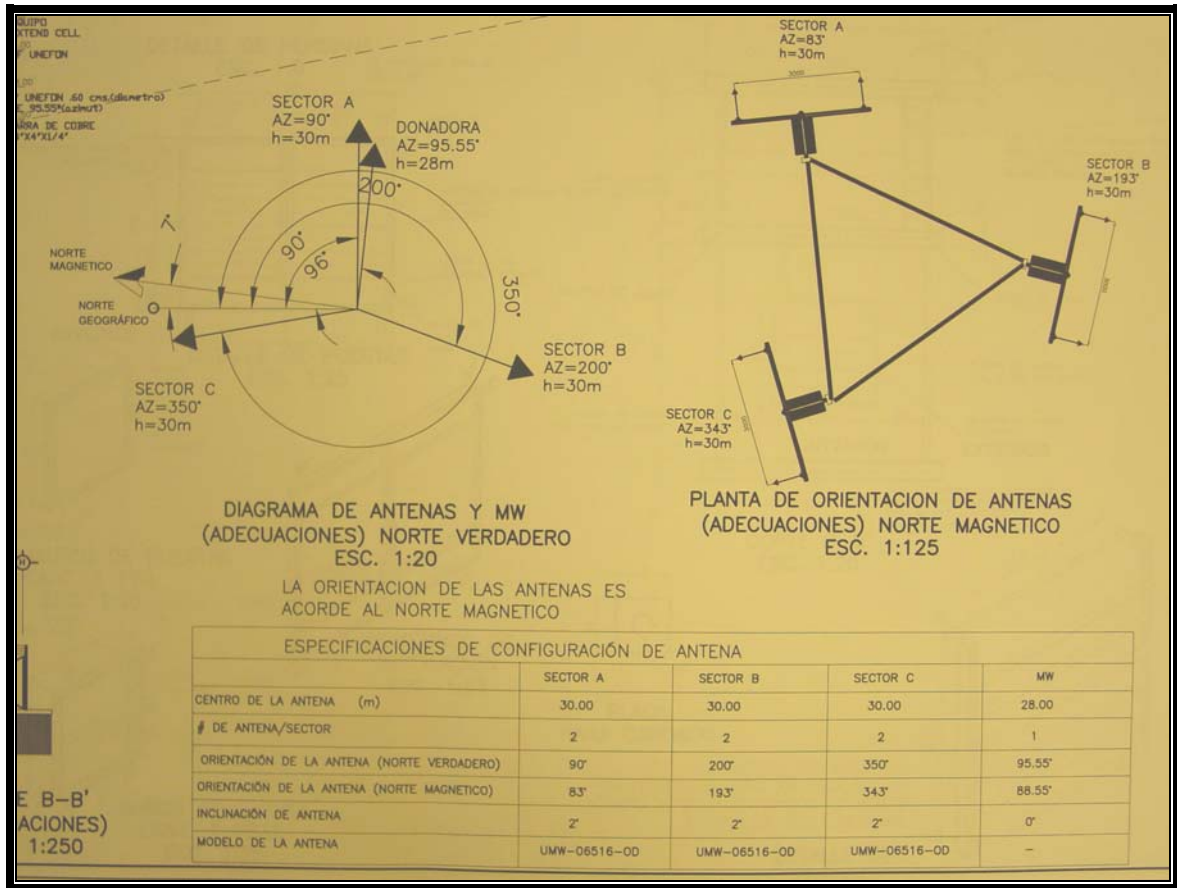 XTEND CELL
UNEFON
UNEFON .60 cms.(diametro)
95.55°(azimut)
DE COBRE
"X4"X1/4"
SECTOR A
AZ=90°
h=30m
DONADORA
AZ=95.55°
h=28m
200°
90°
96°
350°
7°
NORTE
MAGNETICO
NORTE
GEOGRÁFICO
SECTOR B
AZ=200°
h=30m
SECTOR C
AZ=350°
h=30m
DIAGRAMA DE ANTENAS Y MW
(ADECUACIONES) NORTE VERDADERO
ESC. 1:20
SECTOR A
AZ=83°
h=30m
3000
SECTOR B
AZ=193°
h=30m
SECTOR C
AZ=343°
h=30m
PLANTA DE ORIENTACION DE ANTENAS
(ADECUACIONES) NORTE MAGNETICO
ESC. 1:125
LA ORIENTACION DE LAS ANTENAS ES
ACORDE AL NORTE MAGNETICO
H
E B-B'
ACIONES)
1:250
ESPECIFICACIONES DE CONFIGURACIÓN DE ANTENA
SECTOR A SECTOR B SECTOR C MW
CENTRO DE LA ANTENA (m) 30.00 30.00 30.00 28.00
# DE ANTENA/SECTOR 2 2 2 1
ORIENTACIÓN DE LA ANTENA (NORTE VERDADERO) 90° 200° 350° 95.55°
ORIENTACIÓN DE LA ANTENA (NORTE MAGNETICO) 83° 193° 343° 88.55°
INCLINACIÓN DE ANTENA 2° 2° 2° 0°
MODELO DE LA ANTENA UMW-06516-OD UMW-06516-OD UMW-06516-OD -